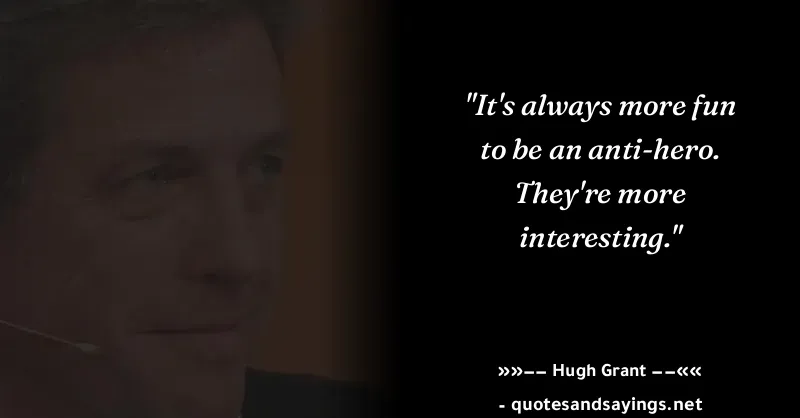 "It's always more fun
to be an anti-hero.
They're more
interesting."
»»–– Hugh Grant ––««
- quotesandsayings.net